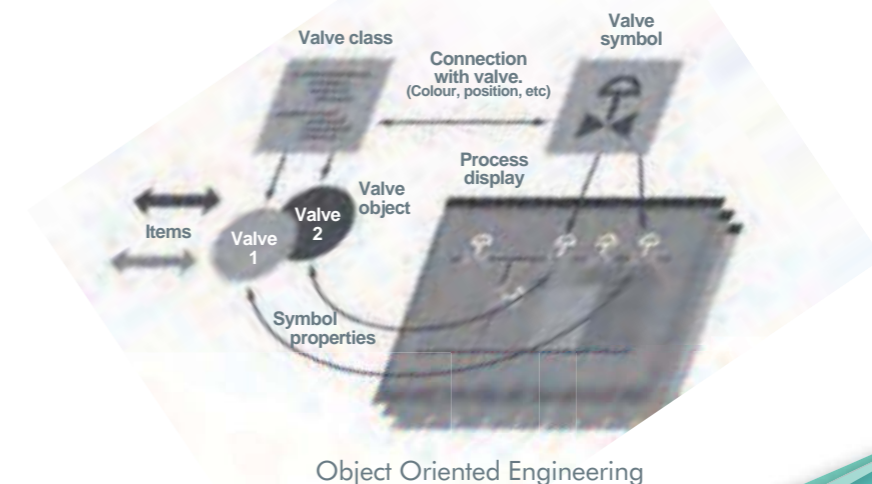 Valve class
Valve
symbol
Connection
with valve.
(Colour, position, etc)
Process
display
Valve
object
Items
Valve
1
Valve
2
Symbol
properties
Object Oriented Engineering